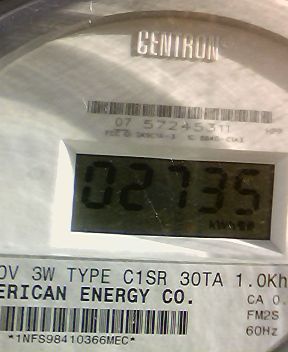 CENTRON
07 57245311
02735
0V 3W TYPE C1SR 30TA 1.0Kh
ERICAN ENERGY CO.
CA 0.
FM2S
60Hz
*1NFS98410366MEC*